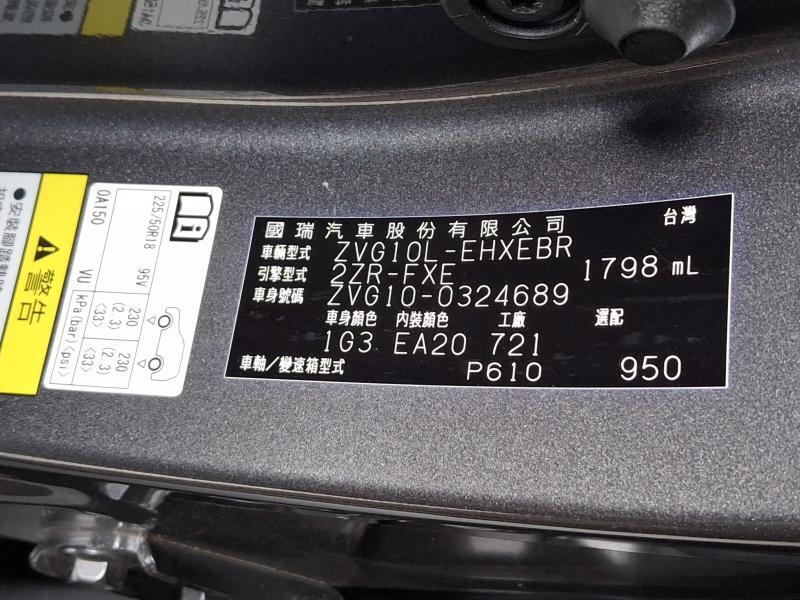 國瑞汽車股份有限公司 台灣
車輛型式 ZVG10L-EHXEBR
引擎型式 2ZR-FXE 1798 mL
車身號碼 ZVG10-0324689
車身顏色 內裝顏色 工廠 選配
1G3 EA20 721
車軸/變速箱型式 P610 950
225/50R18 95V
230 (2.3) <33>
230 (2.3) <33>
0A150 VU kPa(bar)<psi>
警告